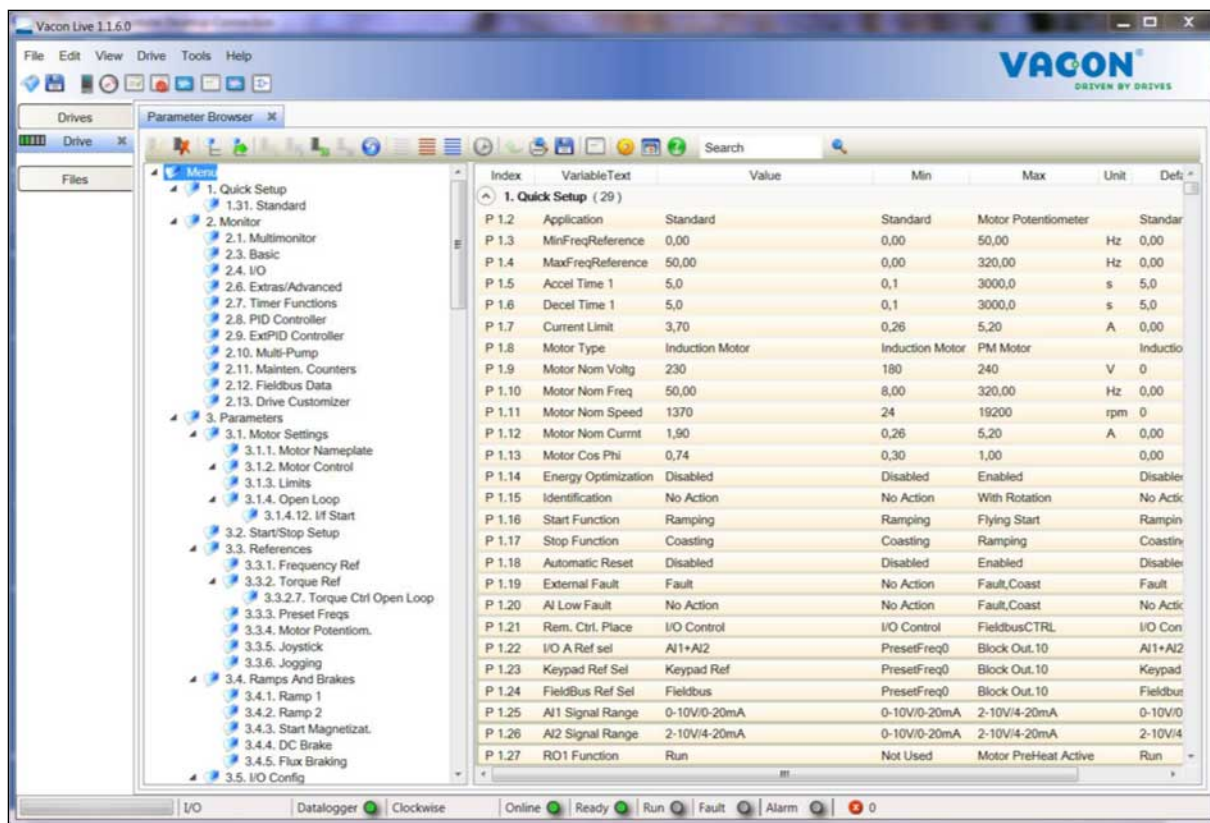 Vacon Live 1.1.6.0
File Edit View Drive Tools Help
VACON®
DRIVEN BY DRIVES
Drives
Drive
Files
Parameter Browser
Search
Menu
1. Quick Setup
1.31. Standard
2. Monitor
2.1. Multimonitor
2.3. Basic
2.4. I/O
2.6. Extras/Advanced
2.7. Timer Functions
2.8. PID Controller
2.9. ExtPID Controller
2.10. Multi-Pump
2.11. Mainten. Counters
2.12. Fieldbus Data
2.13. Drive Customizer
3. Parameters
3.1. Motor Settings
3.1.1. Motor Nameplate
3.1.2. Motor Control
3.1.3. Limits
3.1.4. Open Loop
3.1.4.12. I/f Start
3.2. Start/Stop Setup
3.3. References
3.3.1. Frequency Ref
3.3.2. Torque Ref
3.3.2.7. Torque Ctrl Open Loop
3.3.3. Preset Freqs
3.3.4. Motor Potentiom.
3.3.5. Joystick
3.3.6. Jogging
3.4. Ramps And Brakes
3.4.1. Ramp 1
3.4.2. Ramp 2
3.4.3. Start Magnetizat.
3.4.4. DC Brake
3.4.5. Flux Braking
3.5. I/O Config
Index VariableText Value Min Max Unit Defa
1. Quick Setup (29)
P 1.2 Application Standard Standard Motor Potentiometer Standar
P 1.3 MinFreqReference 0,00 0,00 50,00 Hz 0,00
P 1.4 MaxFreqReference 50,00 0,00 320,00 Hz 0,00
P 1.5 Accel Time 1 5,0 0,1 3000,0 s 5,0
P 1.6 Decel Time 1 5,0 0,1 3000,0 s 5,0
P 1.7 Current Limit 3,70 0,26 5,20 A 0,00
P 1.8 Motor Type Induction Motor Induction Motor PM Motor Inductio
P 1.9 Motor Nom Voltg 230 180 240 V 0
P 1.10 Motor Nom Freq 50,00 8,00 320,00 Hz 0,00
P 1.11 Motor Nom Speed 1370 24 19200 rpm 0
P 1.12 Motor Nom Currnt 1,90 0,26 5,20 A 0,00
P 1.13 Motor Cos Phi 0,74 0,30 1,00 0,00
P 1.14 Energy Optimization Disabled Disabled Enabled Disable
P 1.15 Identification No Action No Action With Rotation No Actic
P 1.16 Start Function Ramping Ramping Flying Start Rampin
P 1.17 Stop Function Coasting Coasting Ramping Coastin
P 1.18 Automatic Reset Disabled Disabled Enabled Disable
P 1.19 External Fault Fault No Action Fault,Coast Fault
P 1.20 AI Low Fault No Action No Action Fault,Coast No Actic
P 1.21 Rem. Ctrl. Place I/O Control I/O Control FieldbusCTRL I/O Con
P 1.22 I/O A Ref sel AI1+AI2 PresetFreq0 Block Out.10 AI1+AI2
P 1.23 Keypad Ref Sel Keypad Ref PresetFreq0 Block Out.10 Keypad
P 1.24 FieldBus Ref Sel Fieldbus PresetFreq0 Block Out.10 Fieldbus
P 1.25 AI1 Signal Range 0-10V/0-20mA 0-10V/0-20mA 2-10V/4-20mA 0-10V/0
P 1.26 AI2 Signal Range 2-10V/4-20mA 0-10V/0-20mA 2-10V/4-20mA 2-10V/4
P 1.27 RO1 Function Run Not Used Motor PreHeat Active Run
I/O Datalogger Clockwise Online Ready Run Fault Alarm 0